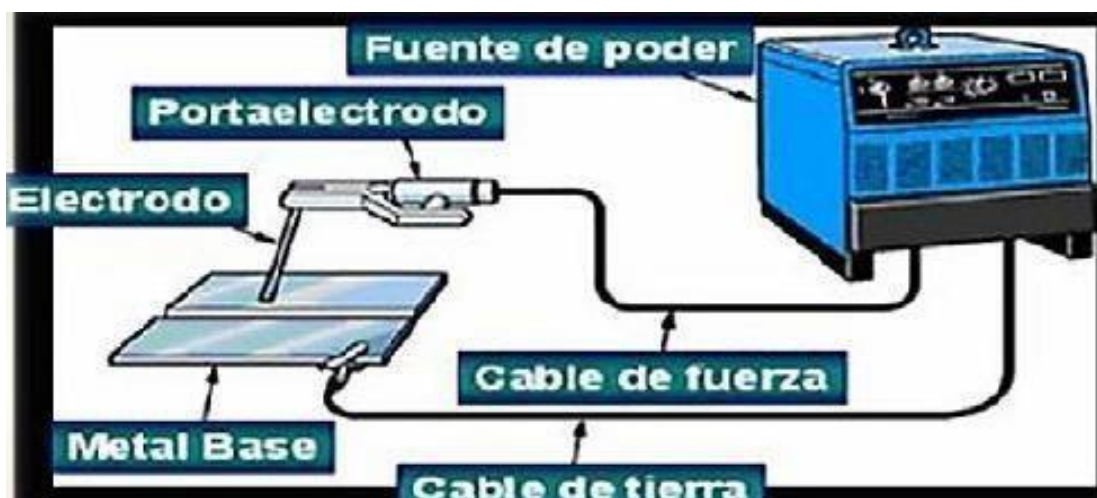 Fuente de poder
Portaelectrodo
Electrodo
Cable de fuerza
Metal Base
Cable de tierra